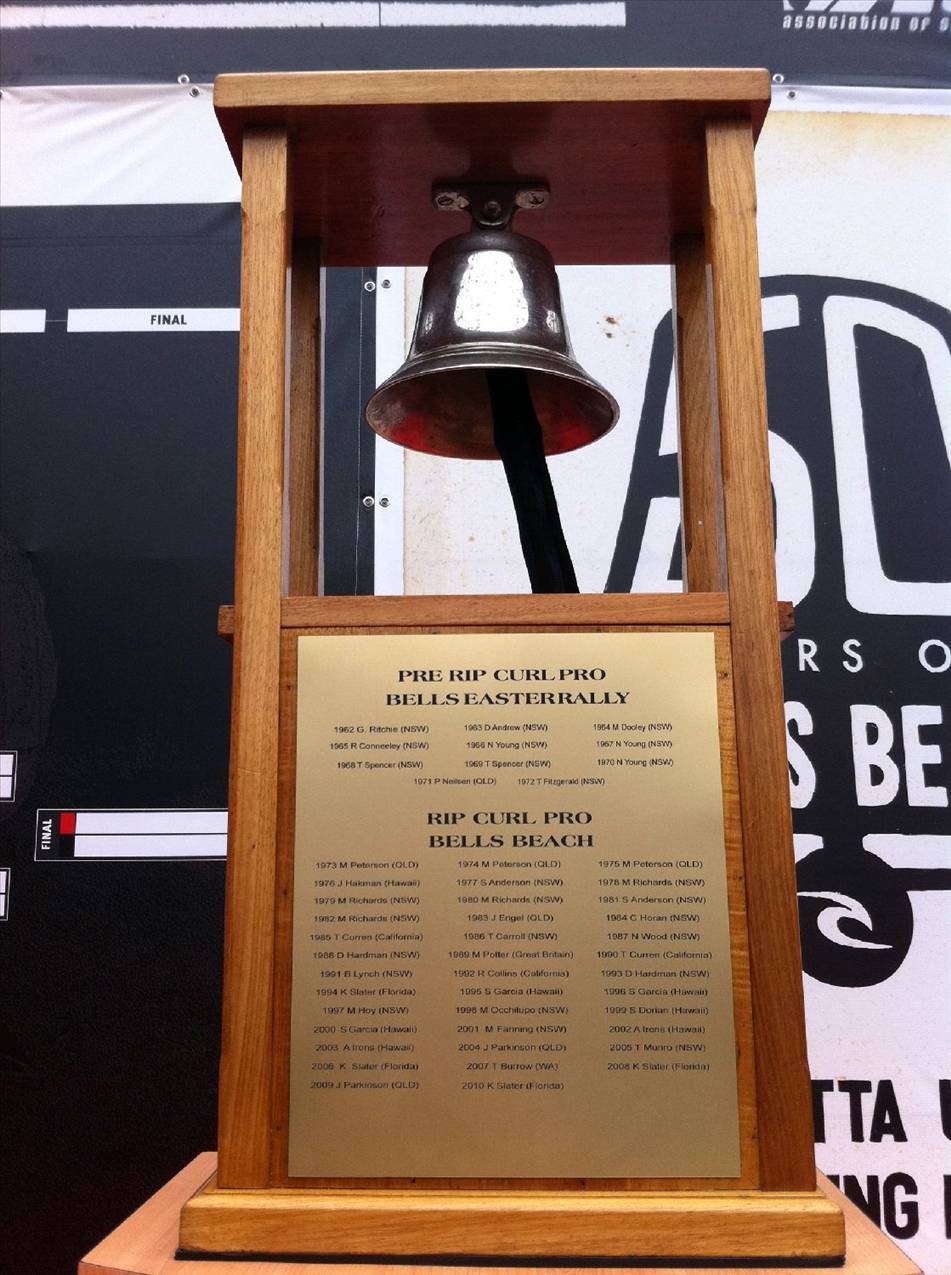 association of
FINAL
50
RS O
S BE
FINAL
TTA U
ING
PRE RIP CURL PRO
BELLS EASTER RALLY
1962 G. Ritchie (NSW) 1963 D Andrew (NSW) 1964 M Dooley (NSW)
1965 R Conneeley (NSW) 1966 N Young (NSW) 1967 N Young (NSW)
1968 T Spencer (NSW) 1969 T Spencer (NSW) 1970 N Young (NSW)
1971 P Neilsen (QLD) 1972 T Fitzgerald (NSW)
RIP CURL PRO
BELLS BEACH
1973 M Peterson (QLD) 1974 M Peterson (QLD) 1975 M Peterson (QLD)
1976 J Hakman (Hawaii) 1977 S Anderson (NSW) 1978 M Richards (NSW)
1979 M Richards (NSW) 1980 M Richards (NSW) 1981 S Anderson (NSW)
1982 M Richards (NSW) 1983 J Engel (QLD) 1984 C Horan (NSW)
1985 T Curren (California) 1986 T Carroll (NSW) 1987 N Wood (NSW)
1988 D Hardman (NSW) 1989 M Potter (Great Britain) 1990 T Curren (California)
1991 B Lynch (NSW) 1992 R Collins (California) 1993 D Hardman (NSW)
1994 K Slater (Florida) 1995 S Garcia (Hawaii) 1996 S Garcia (Hawaii)
1997 M Hoy (NSW) 1998 M Occhilupo (NSW) 1999 S Dorian (Hawaii)
2000 S Garcia (Hawaii) 2001 M Fanning (NSW) 2002 A Irons (Hawaii)
2003 A Irons (Hawaii) 2004 J Parkinson (QLD) 2005 T Munro (NSW)
2006 K Slater (Florida) 2007 T Burrow (WA) 2008 K Slater (Florida)
2009 J Parkinson (QLD) 2010 K Slater (Florida)